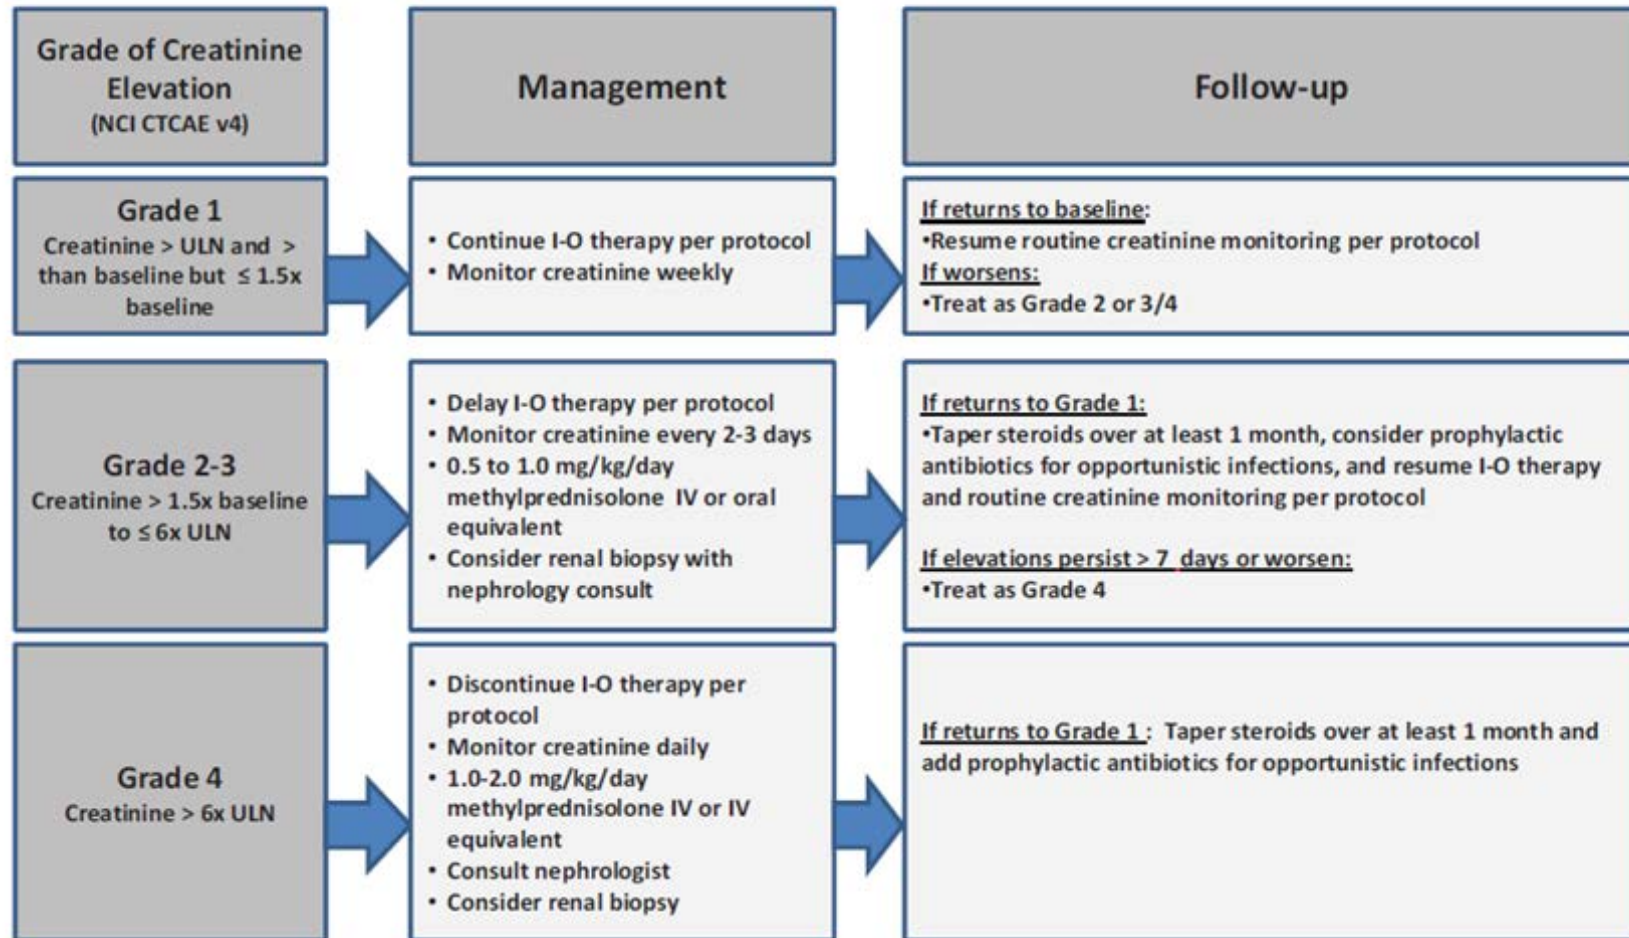 Grade of Creatinine
Elevation
(NCI CTCAE v4)
Management
Follow-up
Grade 1
Creatinine > ULN and >
than baseline but ≤ 1.5x
baseline
• Continue I-O therapy per protocol
• Monitor creatinine weekly
If returns to baseline:
•Resume routine creatinine monitoring per protocol
If worsens:
•Treat as Grade 2 or 3/4
Grade 2-3
Creatinine > 1.5x baseline
to ≤ 6x ULN
• Delay I-O therapy per protocol
• Monitor creatinine every 2-3 days
• 0.5 to 1.0 mg/kg/day
methylprednisolone IV or oral
equivalent
• Consider renal biopsy with
nephrology consult
If returns to Grade 1:
•Taper steroids over at least 1 month, consider prophylactic
antibiotics for opportunistic infections, and resume I-O therapy
and routine creatinine monitoring per protocol
If elevations persist > 7 days or worsen:
•Treat as Grade 4
Grade 4
Creatinine > 6x ULN
• Discontinue I-O therapy per
protocol
• Monitor creatinine daily
• 1.0-2.0 mg/kg/day
methylprednisolone IV or IV
equivalent
• Consult nephrologist
• Consider renal biopsy
If returns to Grade 1 : Taper steroids over at least 1 month and
add prophylactic antibiotics for opportunistic infections